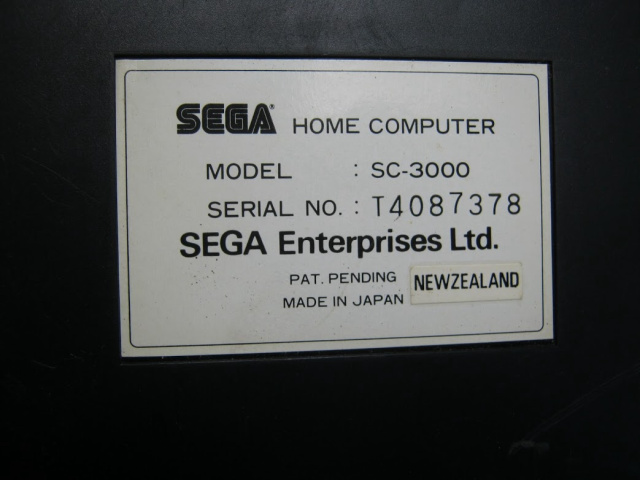 SEGA® HOME COMPUTER
MODEL : SC-3000
SERIAL NO. : T4087378
SEGA Enterprises Ltd.
PAT. PENDING
MADE IN JAPAN
NEWZEALAND